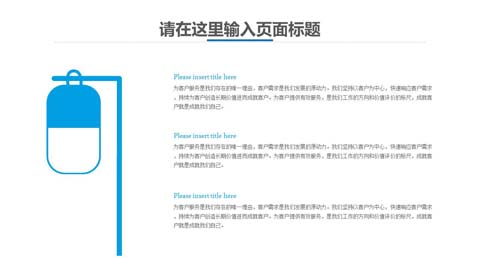 请在这里输入页面标题
Please insert title here
为客户服务是我们存在的唯一理由，客户需求是我们发展的原动力。我们坚持以客户为中心，快速响应客户需求
，持续为客户创造长期价值进而成就客户。为客户提供有效服务，是我们工作的方向和价值评价的标尺，成就客
户就是成就我们自己。
Please insert title here
为客户服务是我们存在的唯一理由，客户需求是我们发展的原动力。我们坚持以客户为中心，快速响应客户需求
，持续为客户创造长期价值进而成就客户。为客户提供有效服务，是我们工作的方向和价值评价的标尺，成就客
户就是成就我们自己。
Please insert title here
为客户服务是我们存在的唯一理由，客户需求是我们发展的原动力。我们坚持以客户为中心，快速响应客户需求
，持续为客户创造长期价值进而成就客户。为客户提供有效服务，是我们工作的方向和价值评价的标尺，成就客
户就是成就我们自己。